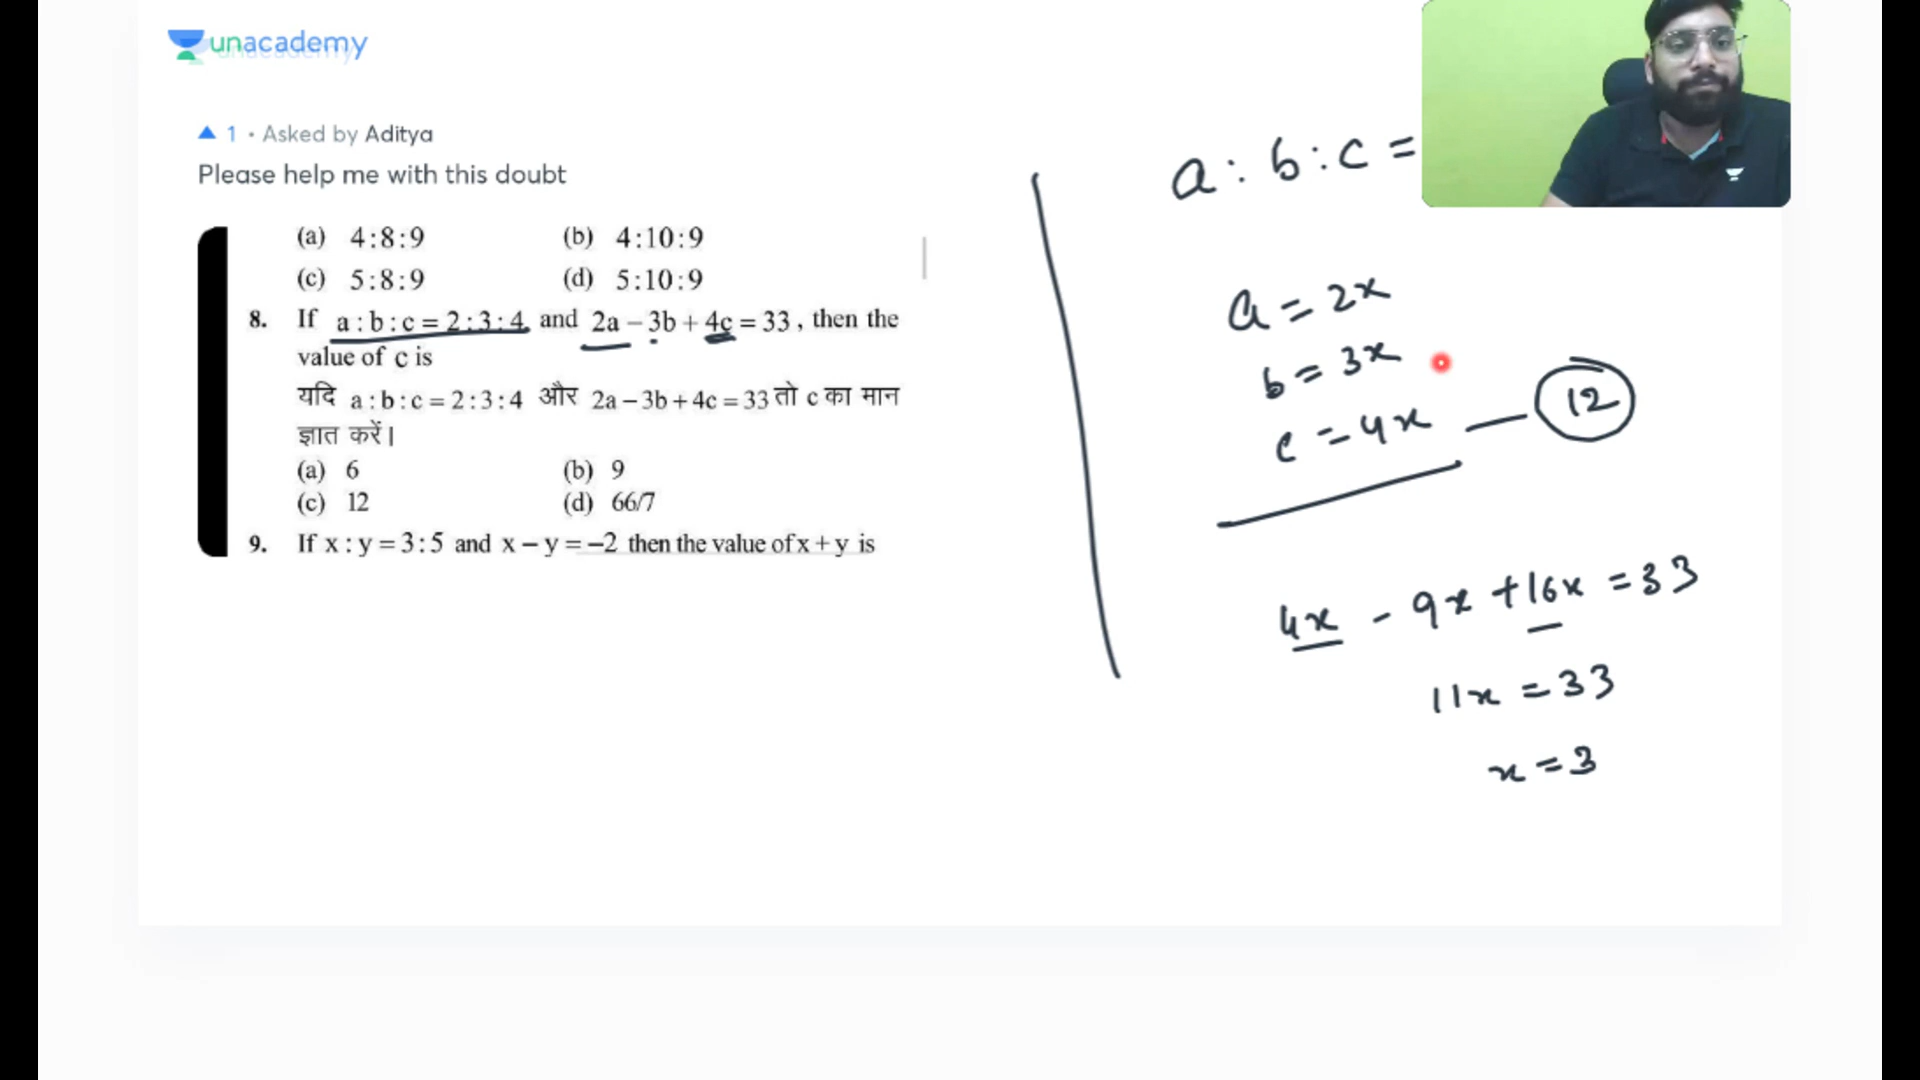 unacademy
▲ 1 • Asked by Aditya
Please help me with this doubt
(a) 4:8:9 (b) 4:10:9
(c) 5:8:9 (d) 5:10:9
8. If a:b:c=2:3:4 and 2a-3b+4c=33, then the
value of c is
यदि a:b:c=2:3:4 और 2a-3b+4c=33 तो c का मान
ज्ञात करें।
(a) 6 (b) 9
(c) 12 (d) 66/7
9. If x:y=3:5 and x-y=-2 then the value of x+y is
a:b:c=
a=2x
b=3x
c=4x — 12
4x - 9x +16x =33
11x =33
x=3